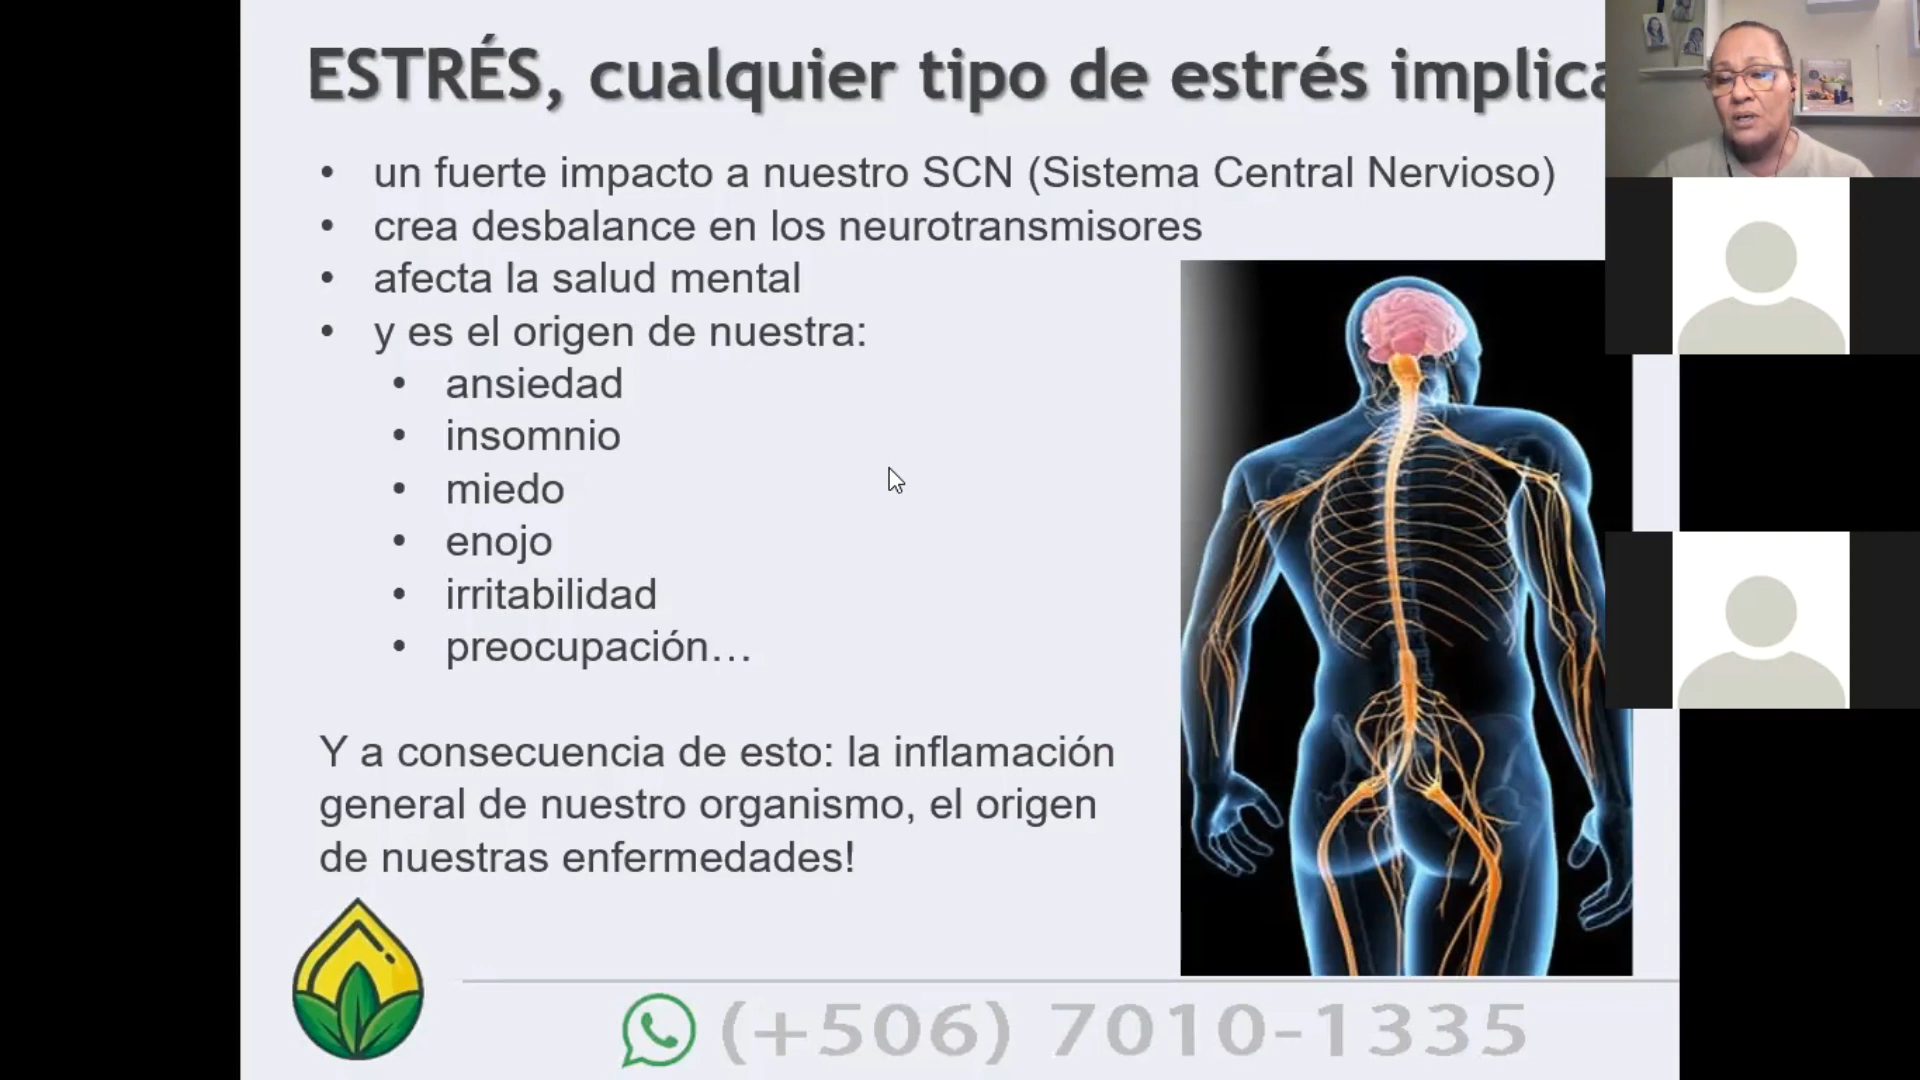 ESTRÉS, cualquier tipo de estrés implica
• un fuerte impacto a nuestro SCN (Sistema Central Nervioso)
• crea desbalance en los neurotransmisores
• afecta la salud mental
• y es el origen de nuestra:
• ansiedad
• insomnio
• miedo
• enojo
• irritabilidad
• preocupación…
Y a consecuencia de esto: la inflamación
general de nuestro organismo, el origen
de nuestras enfermedades!
(+506) 7010-1335